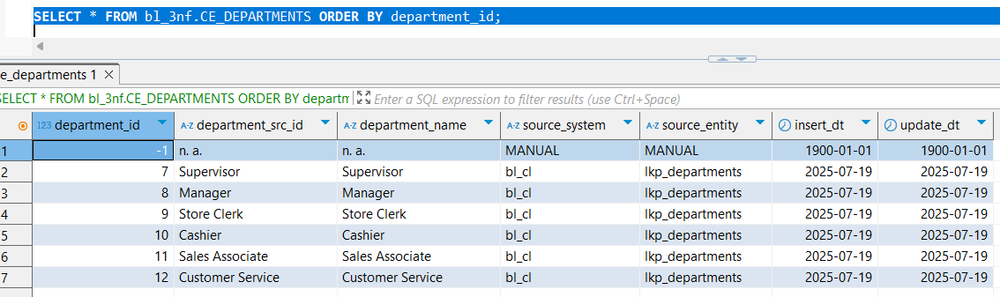 SELECT * FROM bl_3nf.CE_DEPARTMENTS ORDER BY department_id;
e_departments 1
SELECT * FROM bl_3nf.CE_DEPARTMENTS ORDER BY departm Enter a SQL expression to filter results (use Ctrl+Space)
123 department_id A-Z department_src_id A-Z department_name A-Z source_system A-Z source_entity insert_dt update_dt
1 -1 n. a. n. a. MANUAL MANUAL 1900-01-01 1900-01-01
2 7 Supervisor Supervisor bl_cl lkp_departments 2025-07-19 2025-07-19
3 8 Manager Manager bl_cl lkp_departments 2025-07-19 2025-07-19
4 9 Store Clerk Store Clerk bl_cl lkp_departments 2025-07-19 2025-07-19
5 10 Cashier Cashier bl_cl lkp_departments 2025-07-19 2025-07-19
6 11 Sales Associate Sales Associate bl_cl lkp_departments 2025-07-19 2025-07-19
7 12 Customer Service Customer Service bl_cl lkp_departments 2025-07-19 2025-07-19